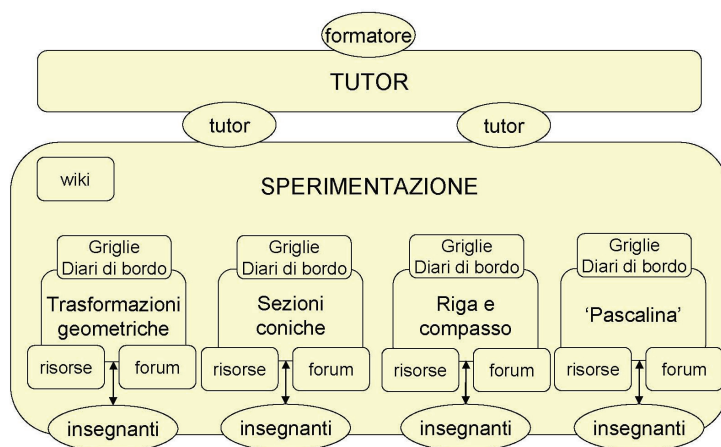 formatore
TUTOR
tutor
tutor
wiki
SPERIMENTAZIONE
Griglie
Diari di bordo
Trasformazioni
geometriche
risorse
forum
insegnanti
Griglie
Diari di bordo
Sezioni
coniche
risorse
forum
insegnanti
Griglie
Diari di bordo
Riga e
compasso
risorse
forum
insegnanti
Griglie
Diari di bordo
‘Pascalina’
risorse
forum
insegnanti